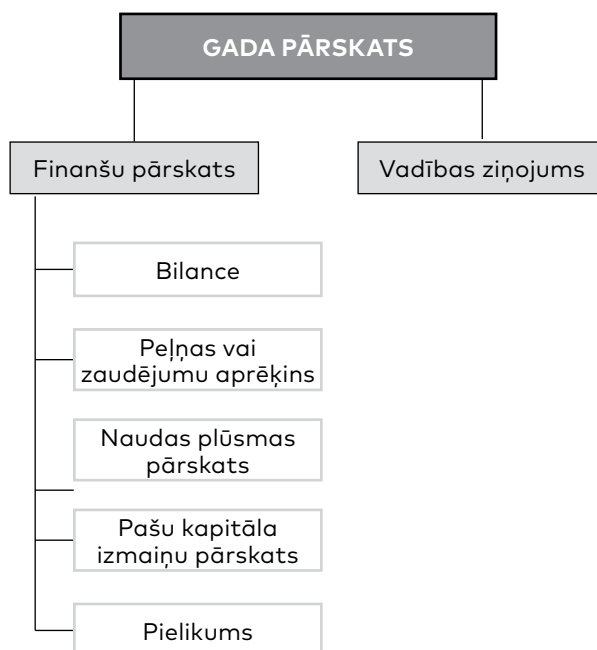 GADA PĀRSKATS
Finanšu pārskats
Vadības ziņojums
Bilance
Peļņas vai
zaudējumu aprēķins
Naudas plūsmas
pārskats
Pašu kapitāla
izmaiņu pārskats
Pielikums